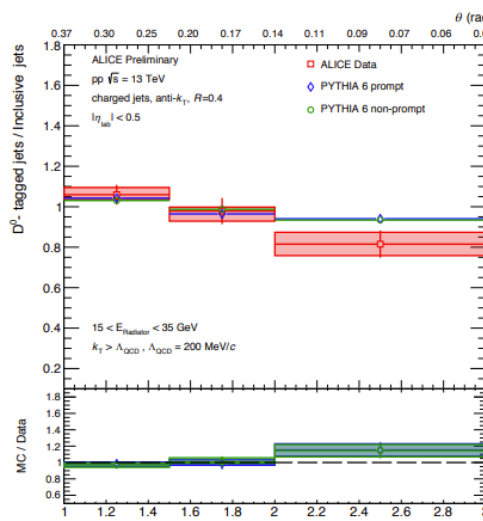 θ (ra
0.37 0.30 0.25 0.20 0.17 0.14 0.11 0.09 0.08 0.07 0.06
ALICE Preliminary
pp √s = 13 TeV
charged jets, anti-kT, R=0.4
|ηlab| < 0.5
ALICE Data
PYTHIA 6 prompt
PYTHIA 6 non-prompt
D0- tagged jets / Inclusive jets
1.8
1.6
1.4
1.2
1
0.8
0.6
0.4
0.2
15 < ERadiator < 35 GeV
kT > ΛQCD , ΛQCD = 200 MeV/c
MC / Data
1.8
1.6
1.4
1.2
1
0.8
0.6
1 1.2 1.4 1.6 1.8 2 2.2 2.4 2.6 2.8